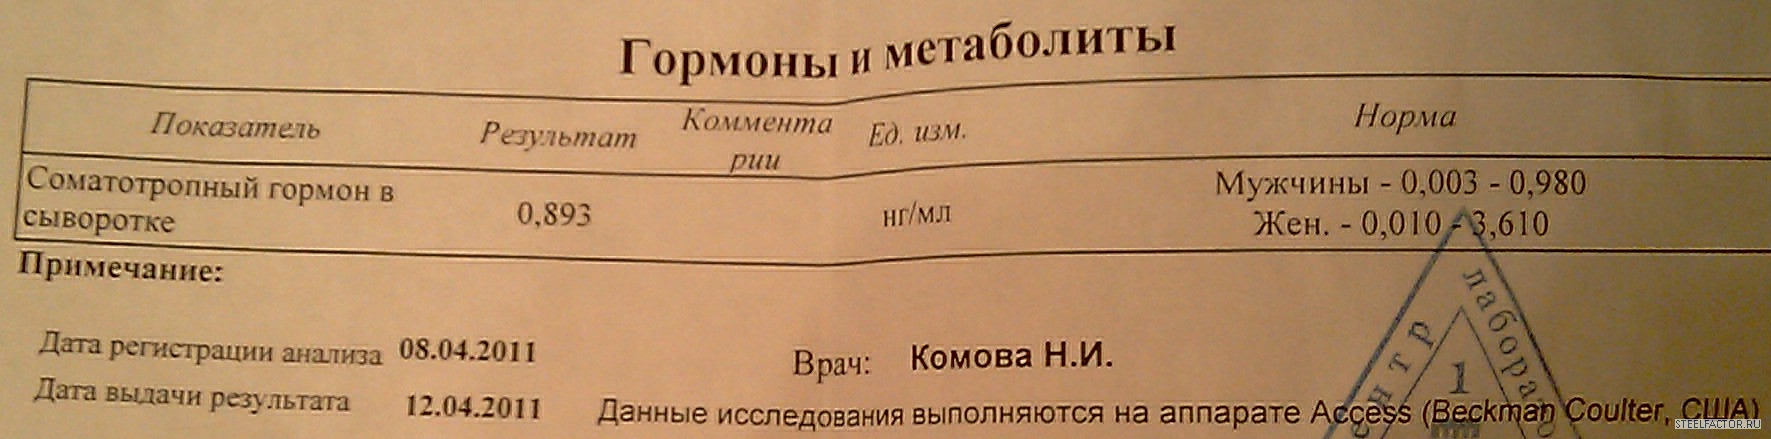 Гормоны и метаболиты
Показатель Результат Коммента Ед. изм. Норма
рии
Соматотропный гормон в Мужчины - 0,003 - 0,980
сыворотке 0,893 нг/мл Жен. - 0,010 - 3,610
Примечание:
Дата регистрации анализа 08.04.2011 Врач: Комова Н.И.
Дата выдачи результата 12.04.2011 Данные исследования выполняются на аппарате Access (Beckman Coulter, США)
1
STEELFACTOR.RU